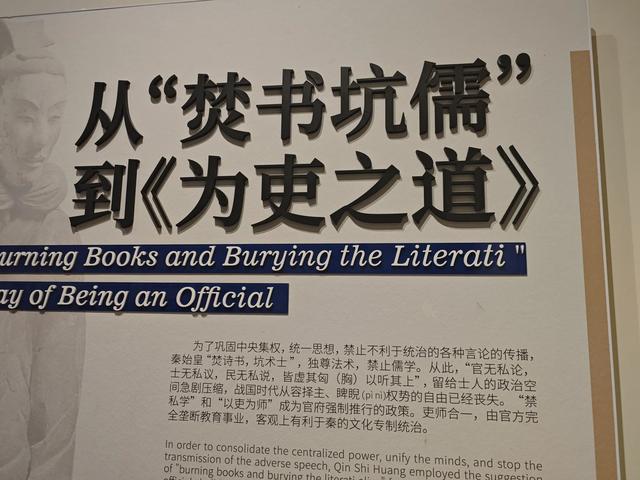 从“焚书坑儒”
到《为吏之道》
urning Books and Burying the Literati "
ay of Being an Official
为了巩固中央集权，统一思想，禁止不利于统治的各种言论的传播，
秦始皇“焚诗书，坑术士”，独尊法术，禁止儒学。从此，“官无私论，
士无私议，民无私说，皆虚其匈（胸）以听其上”，留给士人的政治空
间急剧压缩，战国时代从容择主、睥睨(pì nì)权势的自由已经丧失。“禁
私学”和“以吏为师”成为官府强制推行的政策。吏师合一，由官方完
全垄断教育事业，客观上有利于秦的文化专制统治。
In order to consolidate the centralized power, unify the minds, and stop the
transmission of the adverse speech, Qin Shi Huang employed the suggestion
of "burning books and burying the literati